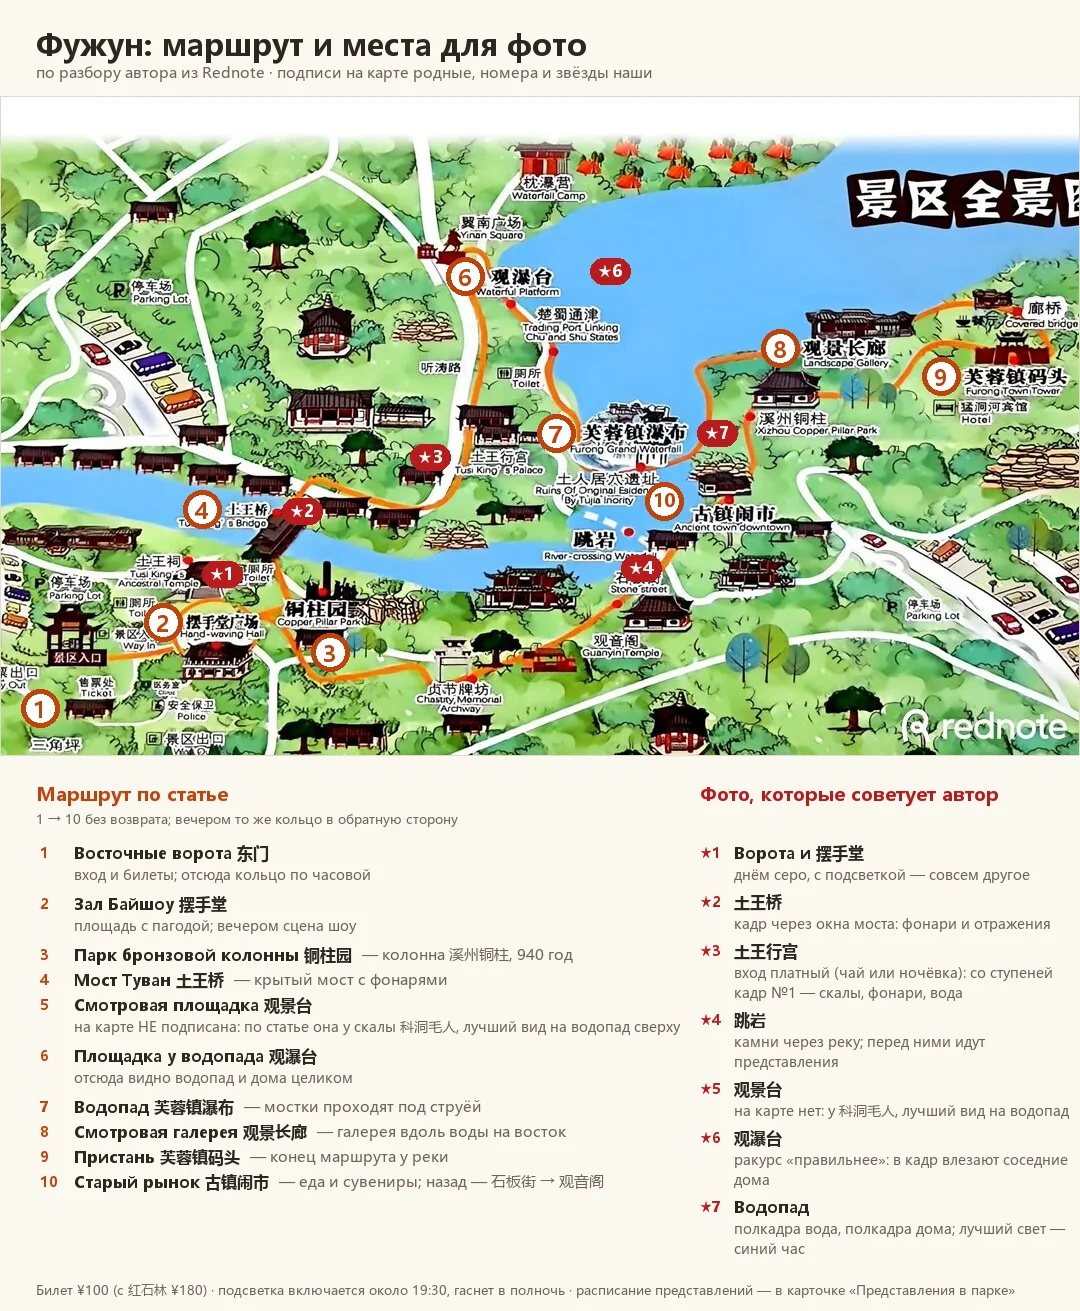 Фужун: маршрут и места для фото
по разбору автора из Rednote · подписи на карте родные, номера и звёзды наши
枕瀑营
Waterfall Camp
景区全景图
翼南广场
Yinan Square
★6
6
观瀑台
Waterful Platform
停车场
Parking Lot
楚蜀通津
Trading Port Linking
Chu and Shu States
廊桥
Covered bridge
8
观景长廊
Landscape Gallery
听涛路
厕所
Toilet
9
芙蓉镇码头
Furong Town Tower
猛洞河宾馆
Hotel
7
芙蓉镇瀑布
Furong Grand Waterfall
★7
溪州铜柱
Xizhou Copper Pillar Park
★3
土王行宫
Tusi King's Palace
土人居穴遗址
Ruins Of Original
By Tujia Inority
10
4
土王桥
's Bridge
★2
古镇闹市
Ancient town downtown
跳岩
River-crossing
土王祠
Tusi King's
Ancestral Temple
★1
厕所
Toilet
★4
Stone street
停车场
Parking Lot
厕所
铜柱园
Copper Pillar Park
停车场
Parking Lot
2
摆手堂广场
Hand-waving Hall
Way In
景区入口
3
观音阁
Guanyin Temple
出口
Out
售票处
Ticket
医务室
贞节牌坊
Chastity Memorial
Archway
1
安全保卫
Police
三角坪
景区出口
rednote
Маршрут по статье
1 → 10 без возврата; вечером то же кольцо в обратную сторону
1 Восточные ворота 东门
вход и билеты; отсюда кольцо по часовой
2 Зал Байшоу 摆手堂
площадь с пагодой; вечером сцена шоу
3 Парк бронзовой колонны 铜柱园 — колонна 溪州铜柱, 940 год
4 Мост Туван 土王桥 — крытый мост с фонарями
5 Смотровая площадка 观景台
на карте НЕ подписана: по статье она у скалы 科洞毛人, лучший вид на водопад сверху
6 Площадка у водопада 观瀑台
отсюда видно водопад и дома целиком
7 Водопад 芙蓉镇瀑布 — мостки проходят под струёй
8 Смотровая галерея 观景长廊 — галерея вдоль воды на восток
9 Пристань 芙蓉镇码头 — конец маршрута у реки
10 Старый рынок 古镇闹市 — еда и сувениры; назад — 石板街 → 观音阁
Фото, которые советует автор
★1 Ворота и 摆手堂
днём серо, с подсветкой — совсем другое
★2 土王桥
кадр через окна моста: фонари и отражения
★3 土王行宫
вход платный (чай или ночёвка): со ступеней
кадр №1 — скалы, фонари, вода
★4 跳岩
камни через реку; перед ними идут
представления
★5 观景台
на карте нет: у 科洞毛人, лучший вид на водопад
★6 观瀑台
ракурс «правильнее»: в кадр влезают соседние
дома
★7 Водопад
полкадра вода, полкадра дома; лучший свет —
синий час
Билет ¥100 (с 红石林 ¥180) · подсветка включается около 19:30, гаснет в полночь · расписание представлений — в карточке «Представления в парке»